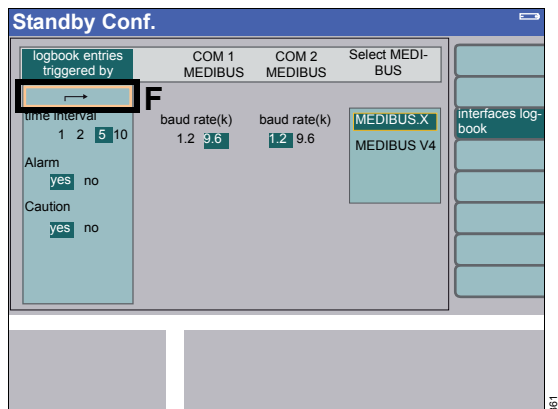 Standby Conf.
logbook entries
triggered by
COM 1
MEDIBUS
COM 2
MEDIBUS
Select MEDI-
BUS
F
time interval
1 2 5 10
Alarm
yes no
Caution
yes no
baud rate(k)
1.2 9.6
baud rate(k)
1.2 9.6
MEDIBUS.X
MEDIBUS V4
interfaces log-
book
061